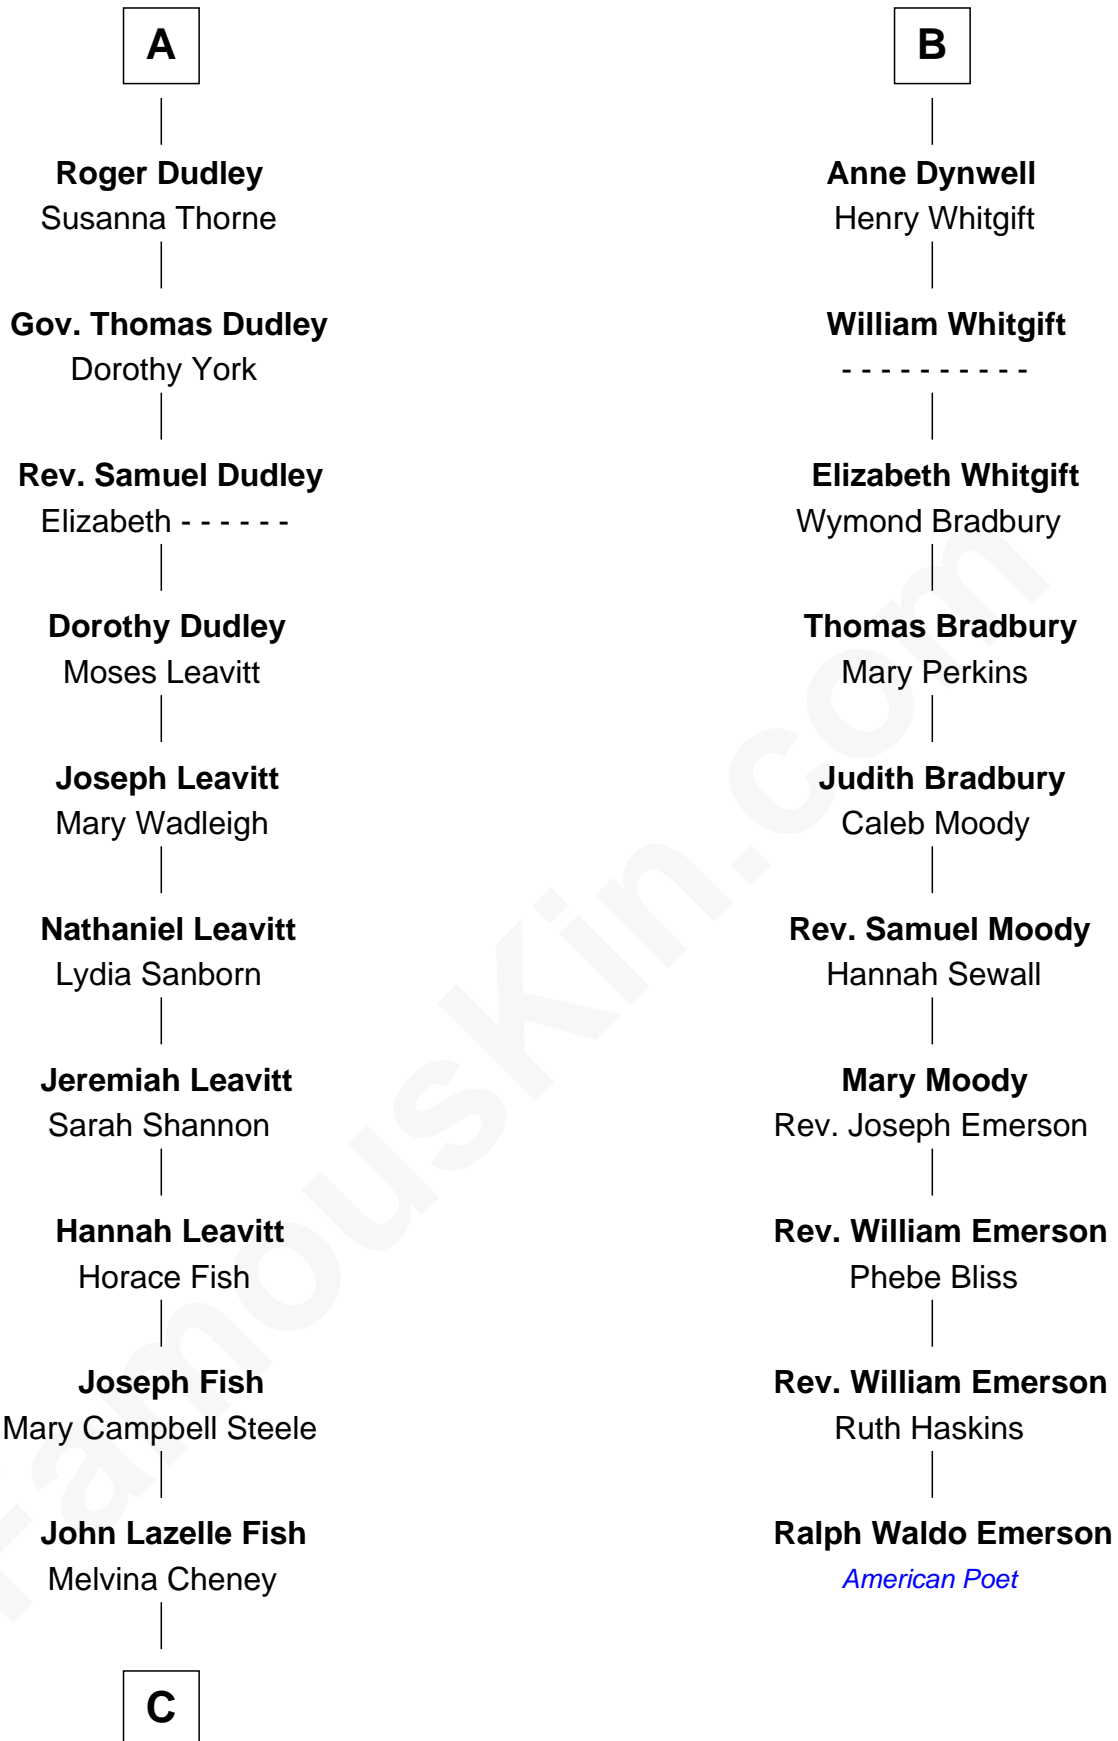 A
Roger Dudley
Susanna Thorne
Gov. Thomas Dudley
Dorothy York
Rev. Samuel Dudley
Elizabeth - - - - - -
Dorothy Dudley
Moses Leavitt
Joseph Leavitt
Mary Wadleigh
Nathaniel Leavitt
Lydia Sanborn
Jeremiah Leavitt
Sarah Shannon
Hannah Leavitt
Horace Fish
Joseph Fish
Mary Campbell Steele
John Lazelle Fish
Melvina Cheney
C
B
Anne Dynwell
Henry Whitgift
William Whitgift
- - - - - - - - - -
Elizabeth Whitgift
Wymond Bradbury
Thomas Bradbury
Mary Perkins
Judith Bradbury
Caleb Moody
Rev. Samuel Moody
Hannah Sewall
Mary Moody
Rev. Joseph Emerson
Rev. William Emerson
Phebe Bliss
Rev. William Emerson
Ruth Haskins
Ralph Waldo Emerson
American Poet
FamousKin.com